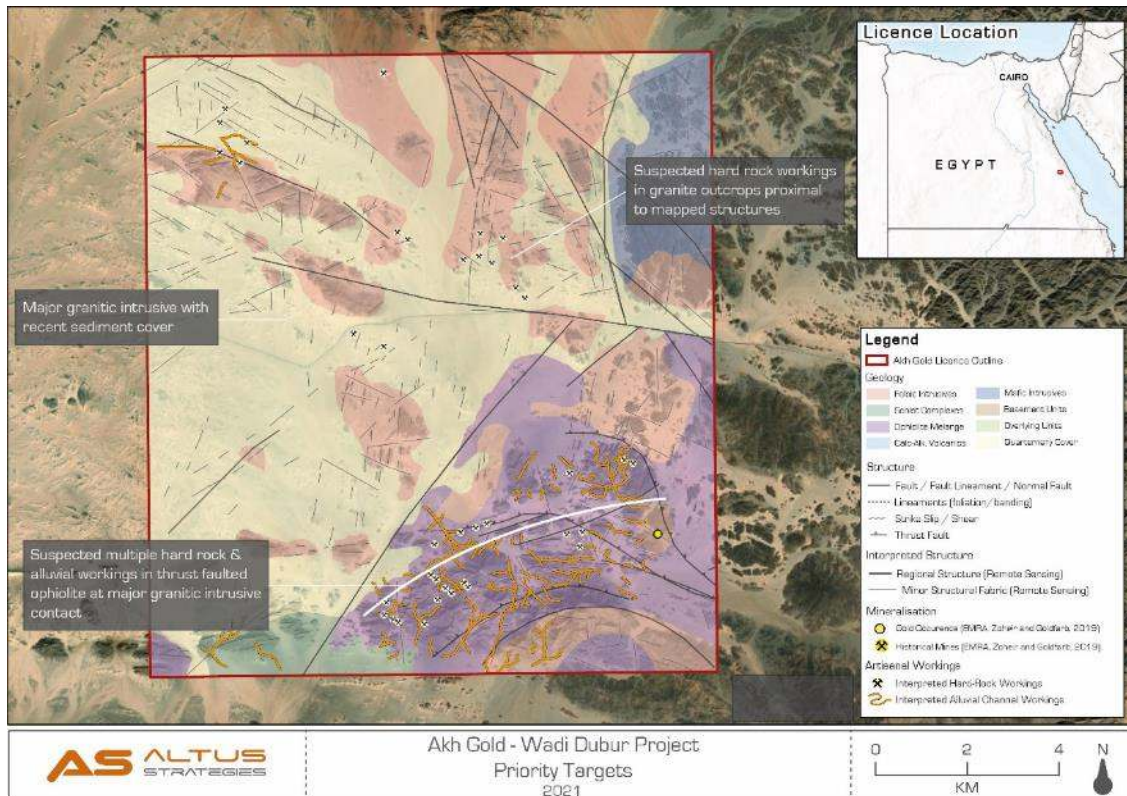 Licence Location
CAIRO
EGYPT
Suspected hard rock workings
in granite outcrops proximal
to mapped structures
Major granitic intrusive with
recent sediment cover
Suspected multiple hard rock &
alluvial workings in thrust faulted
ophiolite at major granitic intrusive
contact
Legend
Akh Gold Licence Outline
Geology
Felsic Intrusives
Mafic Intrusives
Schist Complexes
Basement Units
Ophiolite Melange
Overlying Units
Calc-Alk. Volcanics
Quarternary Cover
Structure
Fault / Fault Lineament / Normal Fault
Lineaments (foliation/banding)
Strike Slip / Shear
Thrust Fault
Interpreted Structure
Regional Structure (Remote Sensing)
Minor Structural Fabric (Remote Sensing)
Mineralisation
Gold Occurence (EMRA, Zoheir and Goldfarb, 2019)
Historical Mines (EMRA, Zoheir and Goldfarb, 2019)
Artisanal Workings
Interpreted Hard-Rock Workings
Interpreted Alluvial Channel Workings
AS ALTUS
STRATEGIES
Akh Gold - Wadi Dubur Project
Priority Targets
2021
0 2 4
KM
N